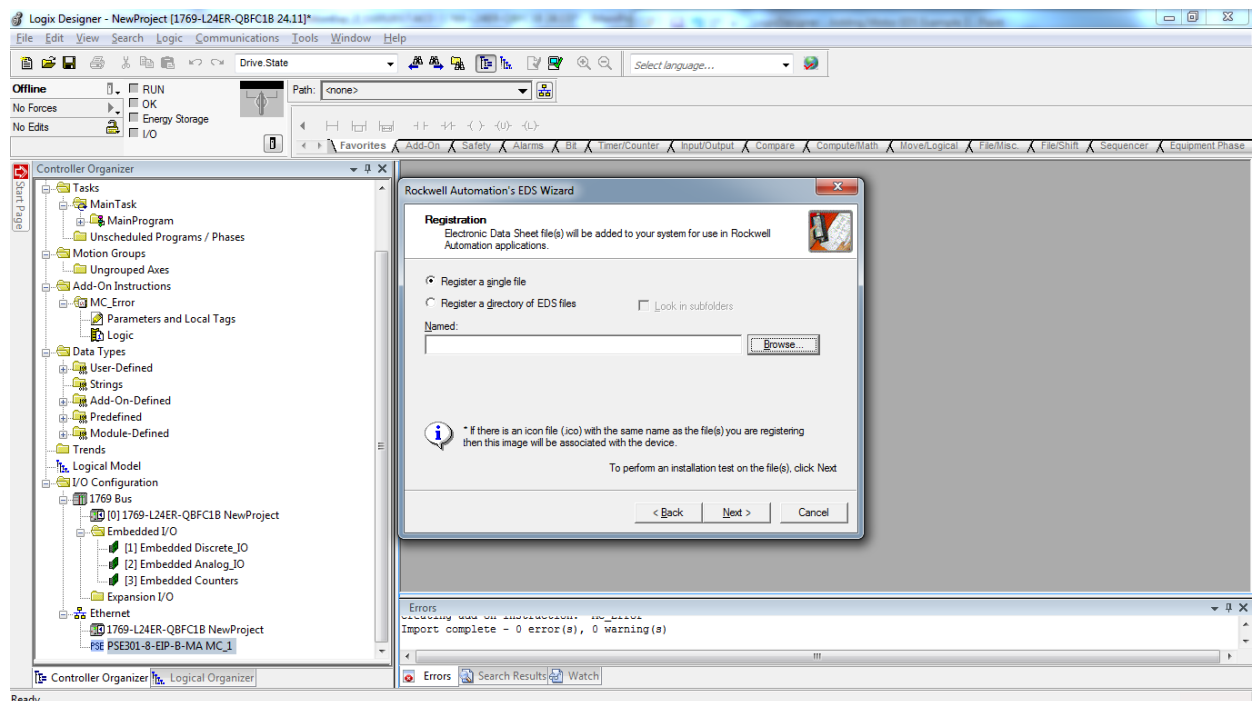 Logix Designer - NewProject [1769-L24ER-QBFC1B 24.11]*
File Edit View Search Logic Communications Tools Window Help
Drive.State
Select language...
Offline
RUN
Path: <none>
No Forces
OK
Energy Storage
No Edits
I/O
Favorites Add-On Safety Alarms Bit Timer/Counter Input/Output Compare Compute/Math Move/Logical File/Misc. File/Shift Sequencer Equipment Phase
Start Page
Controller Organizer
Tasks
MainTask
MainProgram
Unscheduled Programs / Phases
Motion Groups
Ungrouped Axes
Add-On Instructions
MC_Error
Parameters and Local Tags
Logic
Data Types
User-Defined
Strings
Add-On-Defined
Predefined
Module-Defined
Trends
Logical Model
I/O Configuration
1769 Bus
[0] 1769-L24ER-QBFC1B NewProject
Embedded I/O
[1] Embedded Discrete_IO
[2] Embedded Analog_IO
[3] Embedded Counters
Expansion I/O
Ethernet
1769-L24ER-QBFC1B NewProject
PSE PSE301-8-EIP-B-MA MC_1
Controller Organizer Logical Organizer
Rockwell Automation's EDS Wizard
Registration
Electronic Data Sheet file(s) will be added to your system for use in Rockwell
Automation applications.
Register a single file
Register a directory of EDS files
Look in subfolders
Named:
Browse...
* If there is an icon file (.ico) with the same name as the file(s) you are registering
then this image will be associated with the device.
To perform an installation test on the file(s), click Next
< Back Next > Cancel
Errors
Import complete - 0 error(s), 0 warning(s)
Errors Search Results Watch
Ready